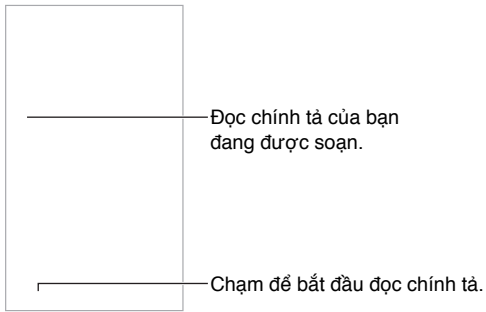 Đọc chính tả của bạn
đang được soạn.
Chạm để bắt đầu đọc chính tả.